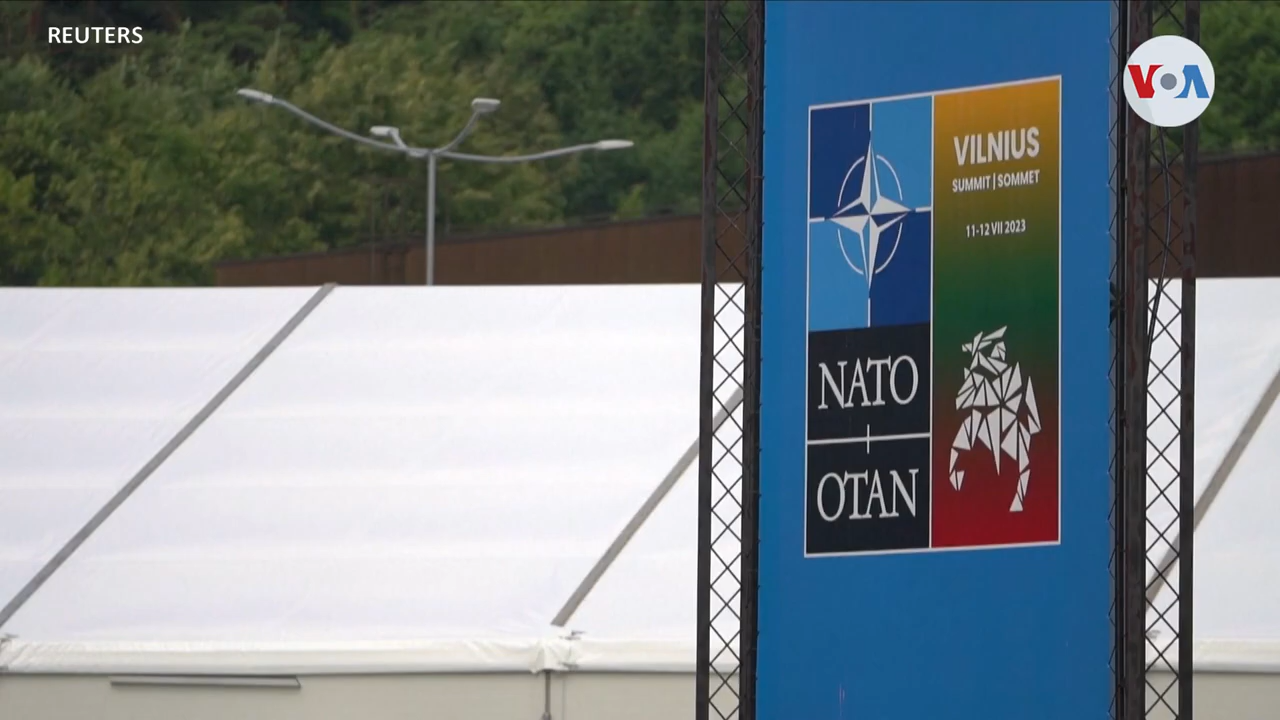 REUTERS
VOA
VILNIUS
SUMMIT | SOMMET
11-12 VII 2023
NATO
OTAN